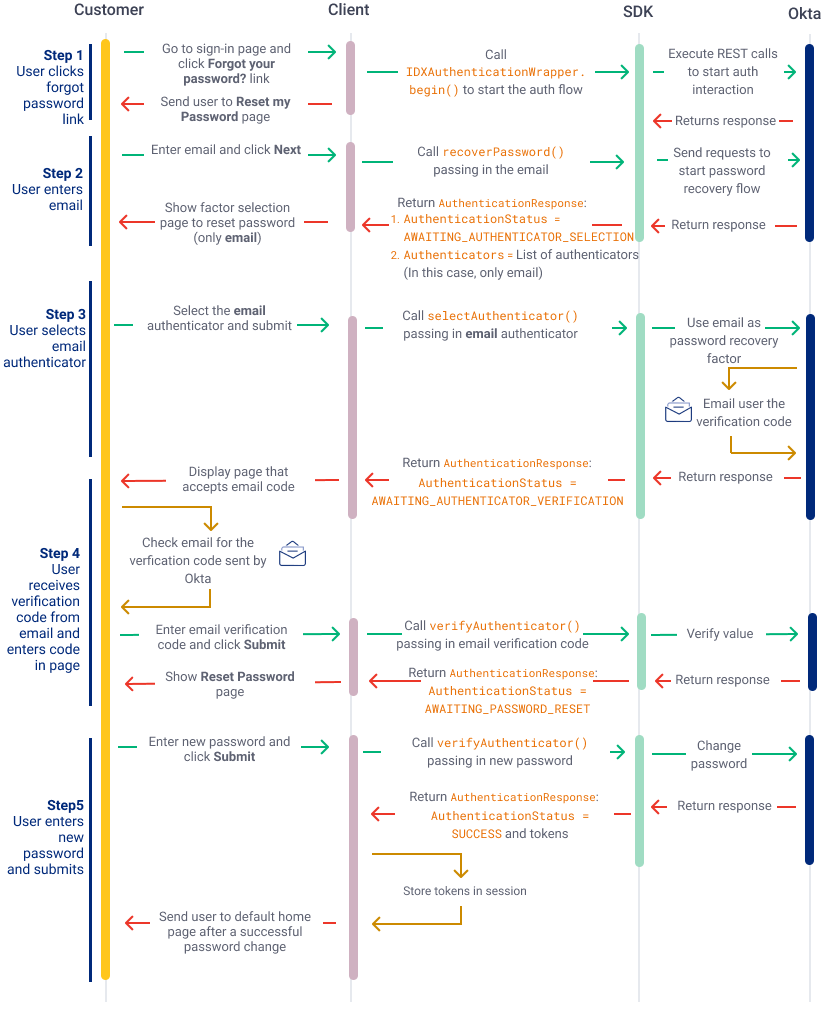 Customer
Client
SDK
Okta
Step 1
User clicks
forgot
password
link
Go to sign-in page and
click Forgot your
password? link
Call
IDXAuthenticationWrapper.
begin() to start the auth flow
Execute REST calls
to start auth
interaction
Send user to Reset my
Password page
Returns response
Step 2
User enters
email
Enter email and click Next
Call recoverPassword()
passing in the email
Send requests to
start password
recovery flow
Show factor selection
page to reset password
(only email)
Return AuthenticationResponse:
1. AuthenticationStatus =
AWAITING_AUTHENTICATOR_SELECTION
2. Authenticators = List of authenticators
(In this case, only email)
Return response
Step 3
User selects
email
authenticator
Select the email
authenticator and submit
Call selectAuthenticator()
passing in email authenticator
Use email as
password recovery
factor
Email user the
verification code
Display page that
accepts email code
Return AuthenticationResponse:
AuthenticationStatus =
AWAITING_AUTHENTICATOR_VERIFICATION
Return response
Step 4
User
receives
verification
code from
email and
enters code
in page
Check email for the
verfication code sent by
Okta
Enter email verification
code and click Submit
Call verifyAuthenticator()
passing in email verification code
Verify value
Show Reset Password
page
Return AuthenticationResponse:
AuthenticationStatus =
AWAITING_PASSWORD_RESET
Return response
Step5
User enters
new
password
and submits
Enter new password and
click Submit
Call verifyAuthenticator()
passing in new password
Change
password
Return AuthenticationResponse:
AuthenticationStatus =
SUCCESS and tokens
Return response
Store tokens in session
Send user to default home
page after a successful
password change